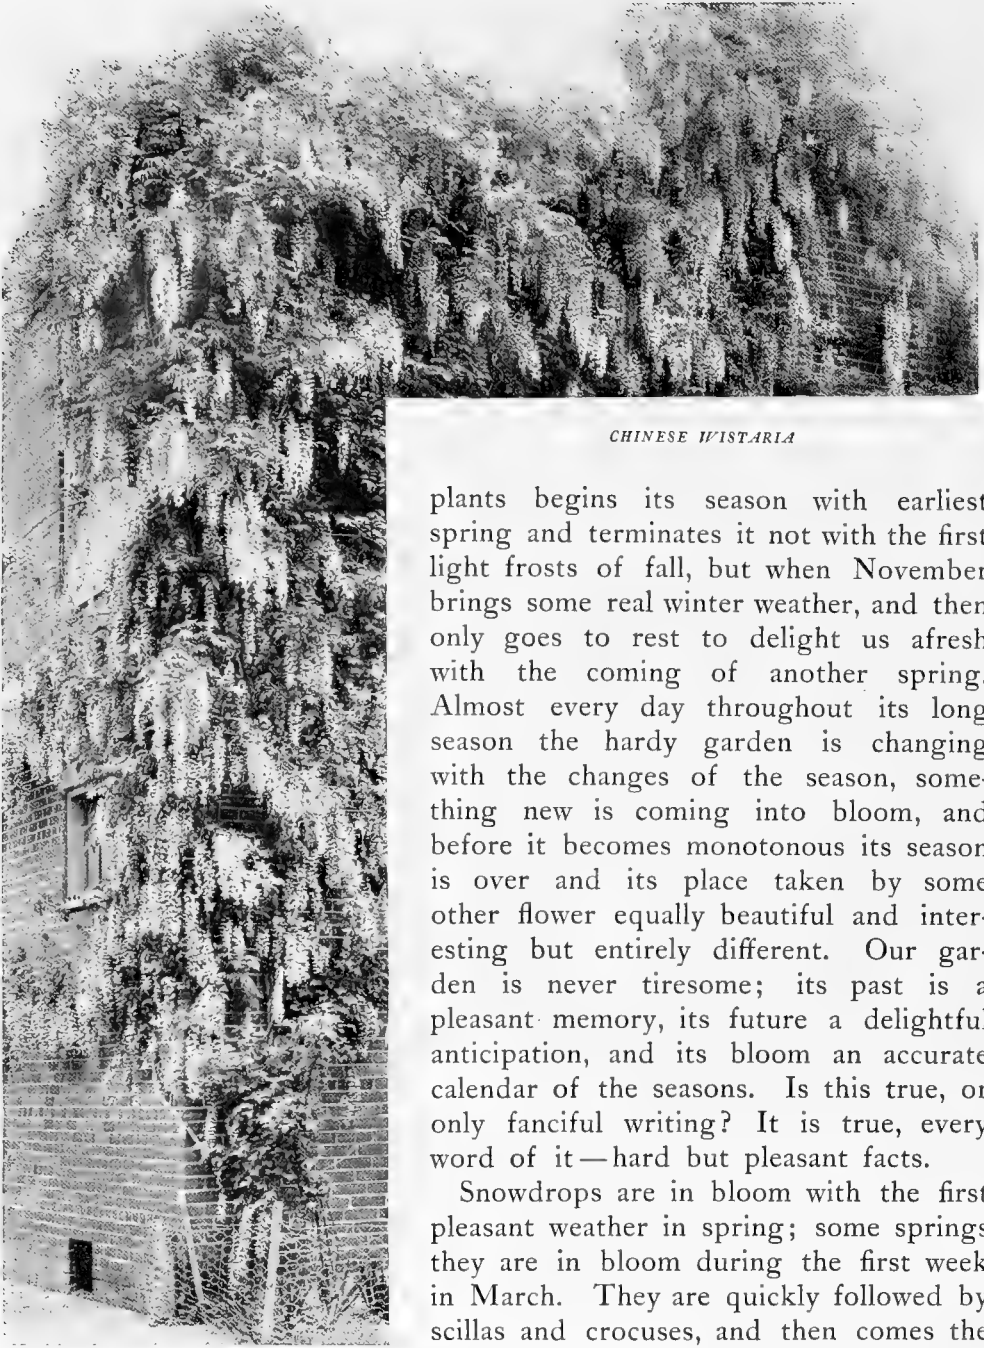 CHINESE WISTARIA
plants begins its season with earliest
spring and terminates it not with the first
light frosts of fall, but when November
brings some real winter weather, and then
only goes to rest to delight us afresh
with the coming of another spring.
Almost every day throughout its long
season the hardy garden is changing
with the changes of the season, some-
thing new is coming into bloom, and
before it becomes monotonous its season
is over and its place taken by some
other flower equally beautiful and inter-
esting but entirely different. Our gar-
den is never tiresome; its past is a
pleasant memory, its future a delightful
anticipation, and its bloom an accurate
calendar of the seasons. Is this true, or
only fanciful writing? It is true, every
word of it—hard but pleasant facts.
Snowdrops are in bloom with the first
pleasant weather in spring; some springs
they are in bloom during the first week
in March. They are quickly followed by
scillas and crocuses, and then comes the